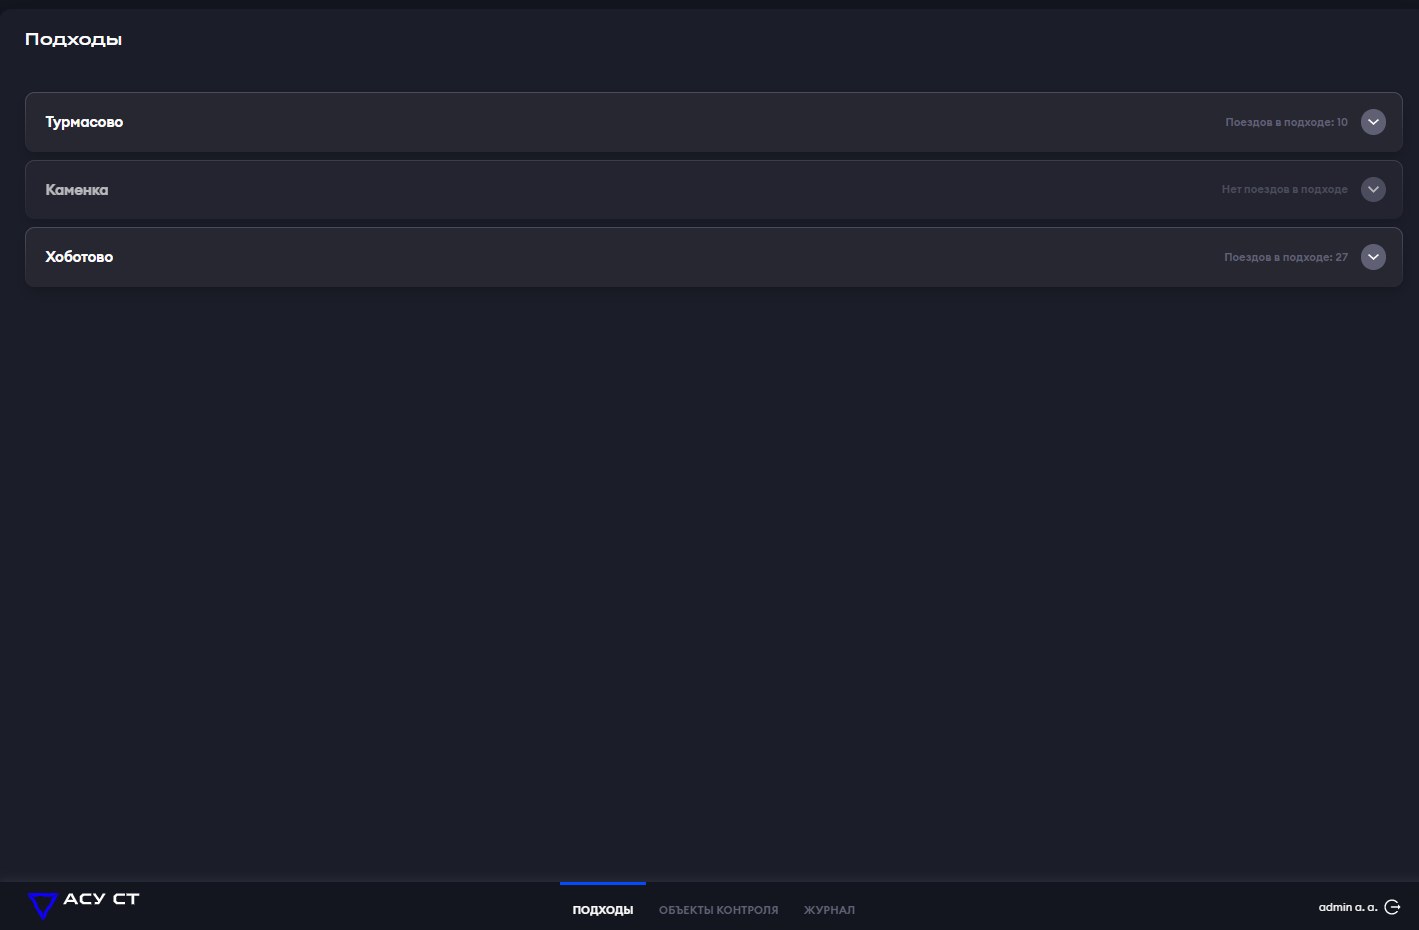 Подходы
Турмасово
Поездов в подходе: 10
Каменка
Нет поездов в подходе
Хоботово
Поездов в подходе: 27
АСУ СТ
ПОДХОДЫ
ОБЪЕКТЫ КОНТРОЛЯ
ЖУРНАЛ
admin a. a.